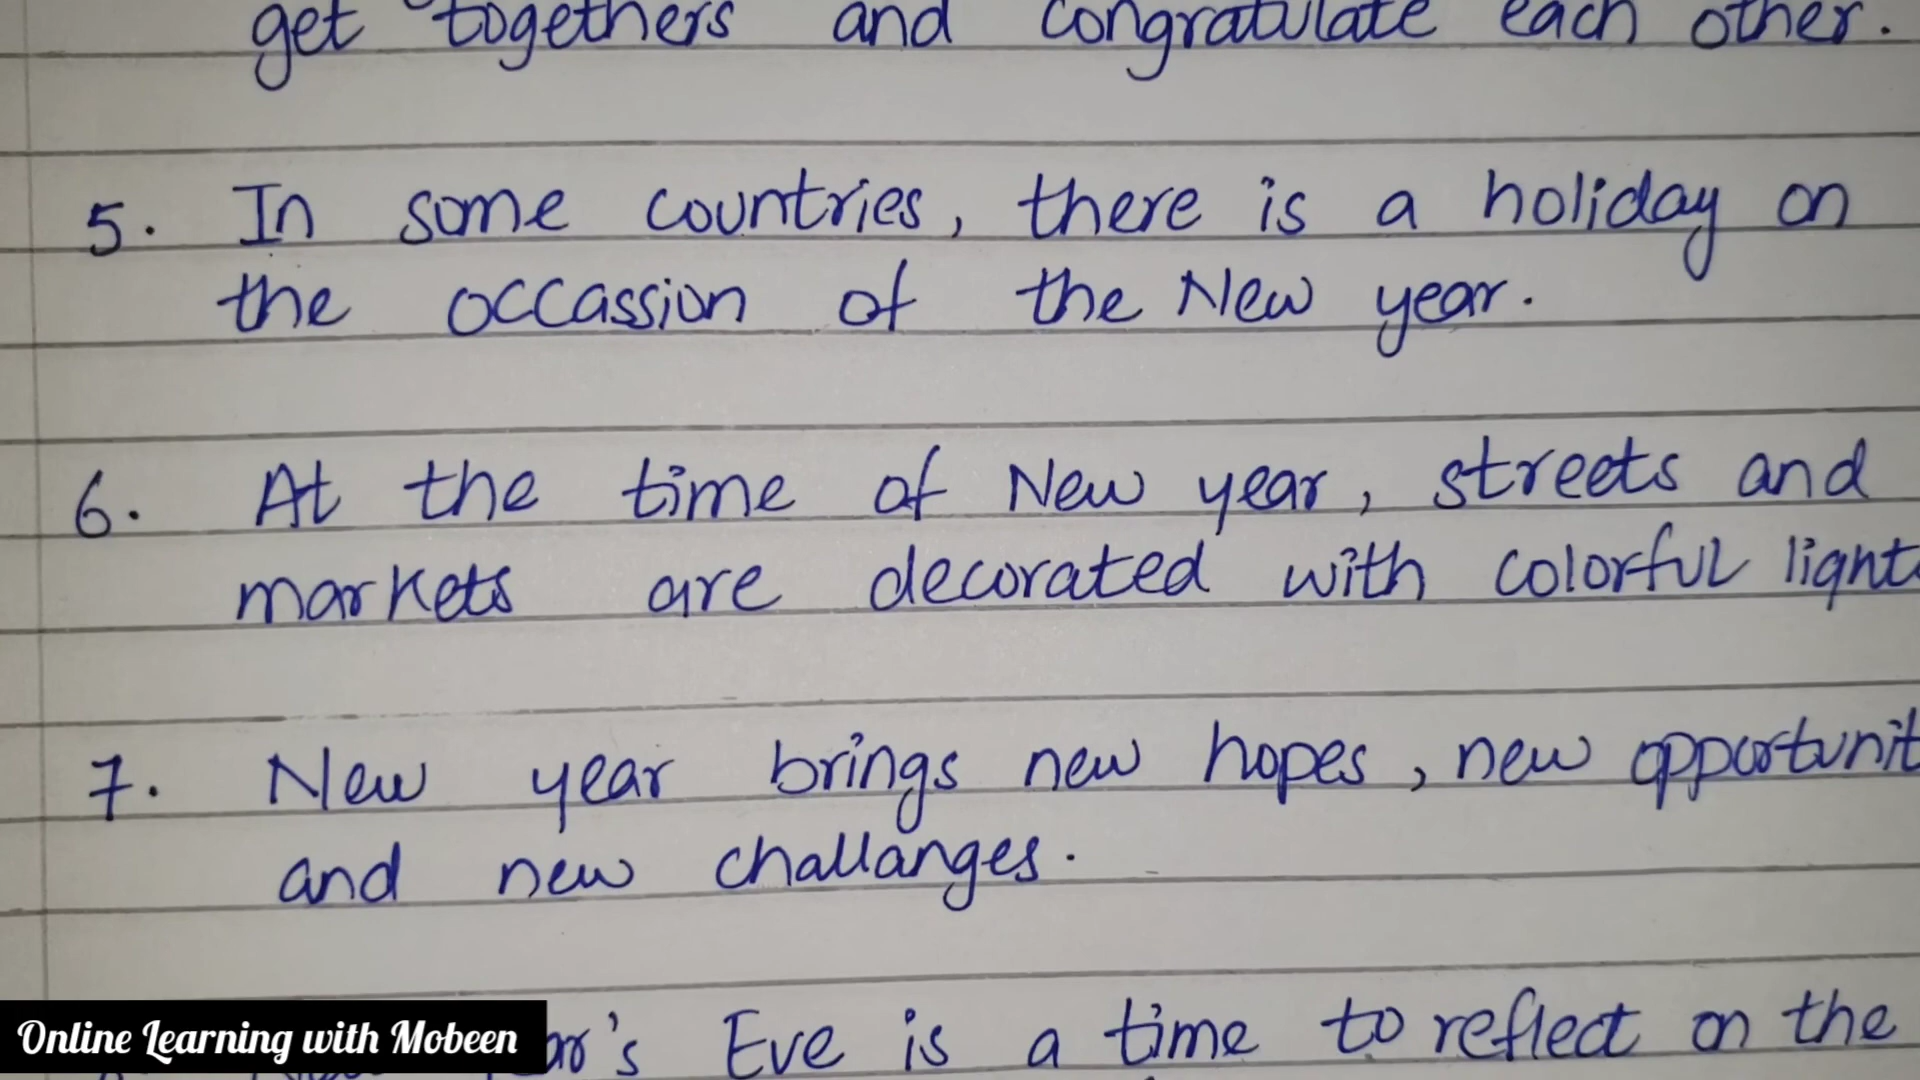 get togethers and congratulate each other.
5. In some countries, there is a holiday on
the occassion of the New year.
6. At the time of New year, streets and
markets are decorated with colorful light
7. New year brings new hopes, new opportunit
and new challanges.
Eve is a time to reflect on the
Online Learning with Mobeen